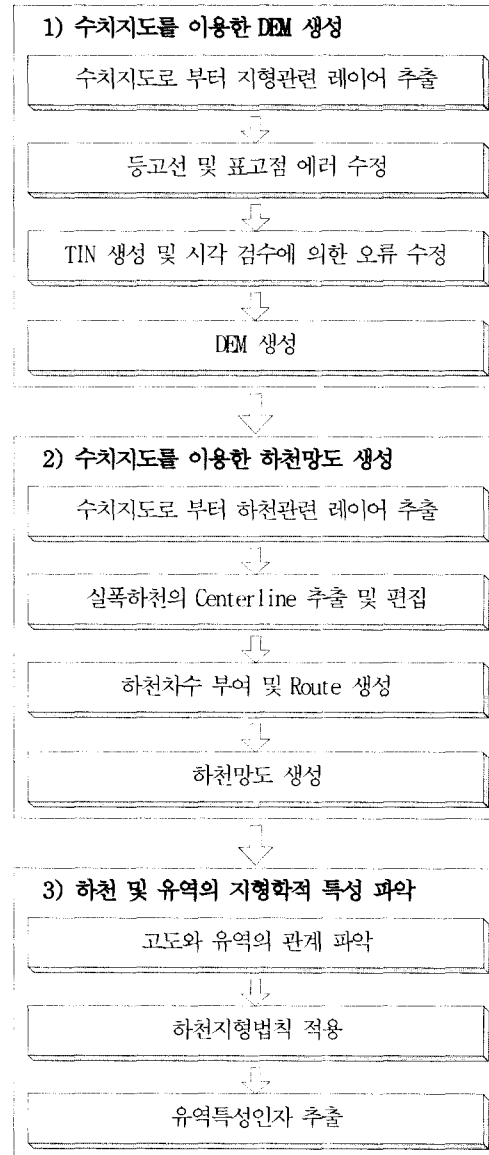 1) 수치지도를 이용한 DEM 생성
수치지도로 부터 지형관련 레이어 추출
등고선 및 표고점 에러 수정
TIN 생성 및 시각 검수에 의한 오류 수정
DEM 생성
2) 수치지도를 이용한 하천망도 생성
수치지도로 부터 하천관련 레이어 추출
실폭하천의 Centerline 추출 및 편집
하천차수 부여 및 Route 생성
하천망도 생성
3) 하천 및 유역의 지형학적 특성 파악
고도와 유역의 관계 파악
하천지형법칙 적용
유역특성인자 추출